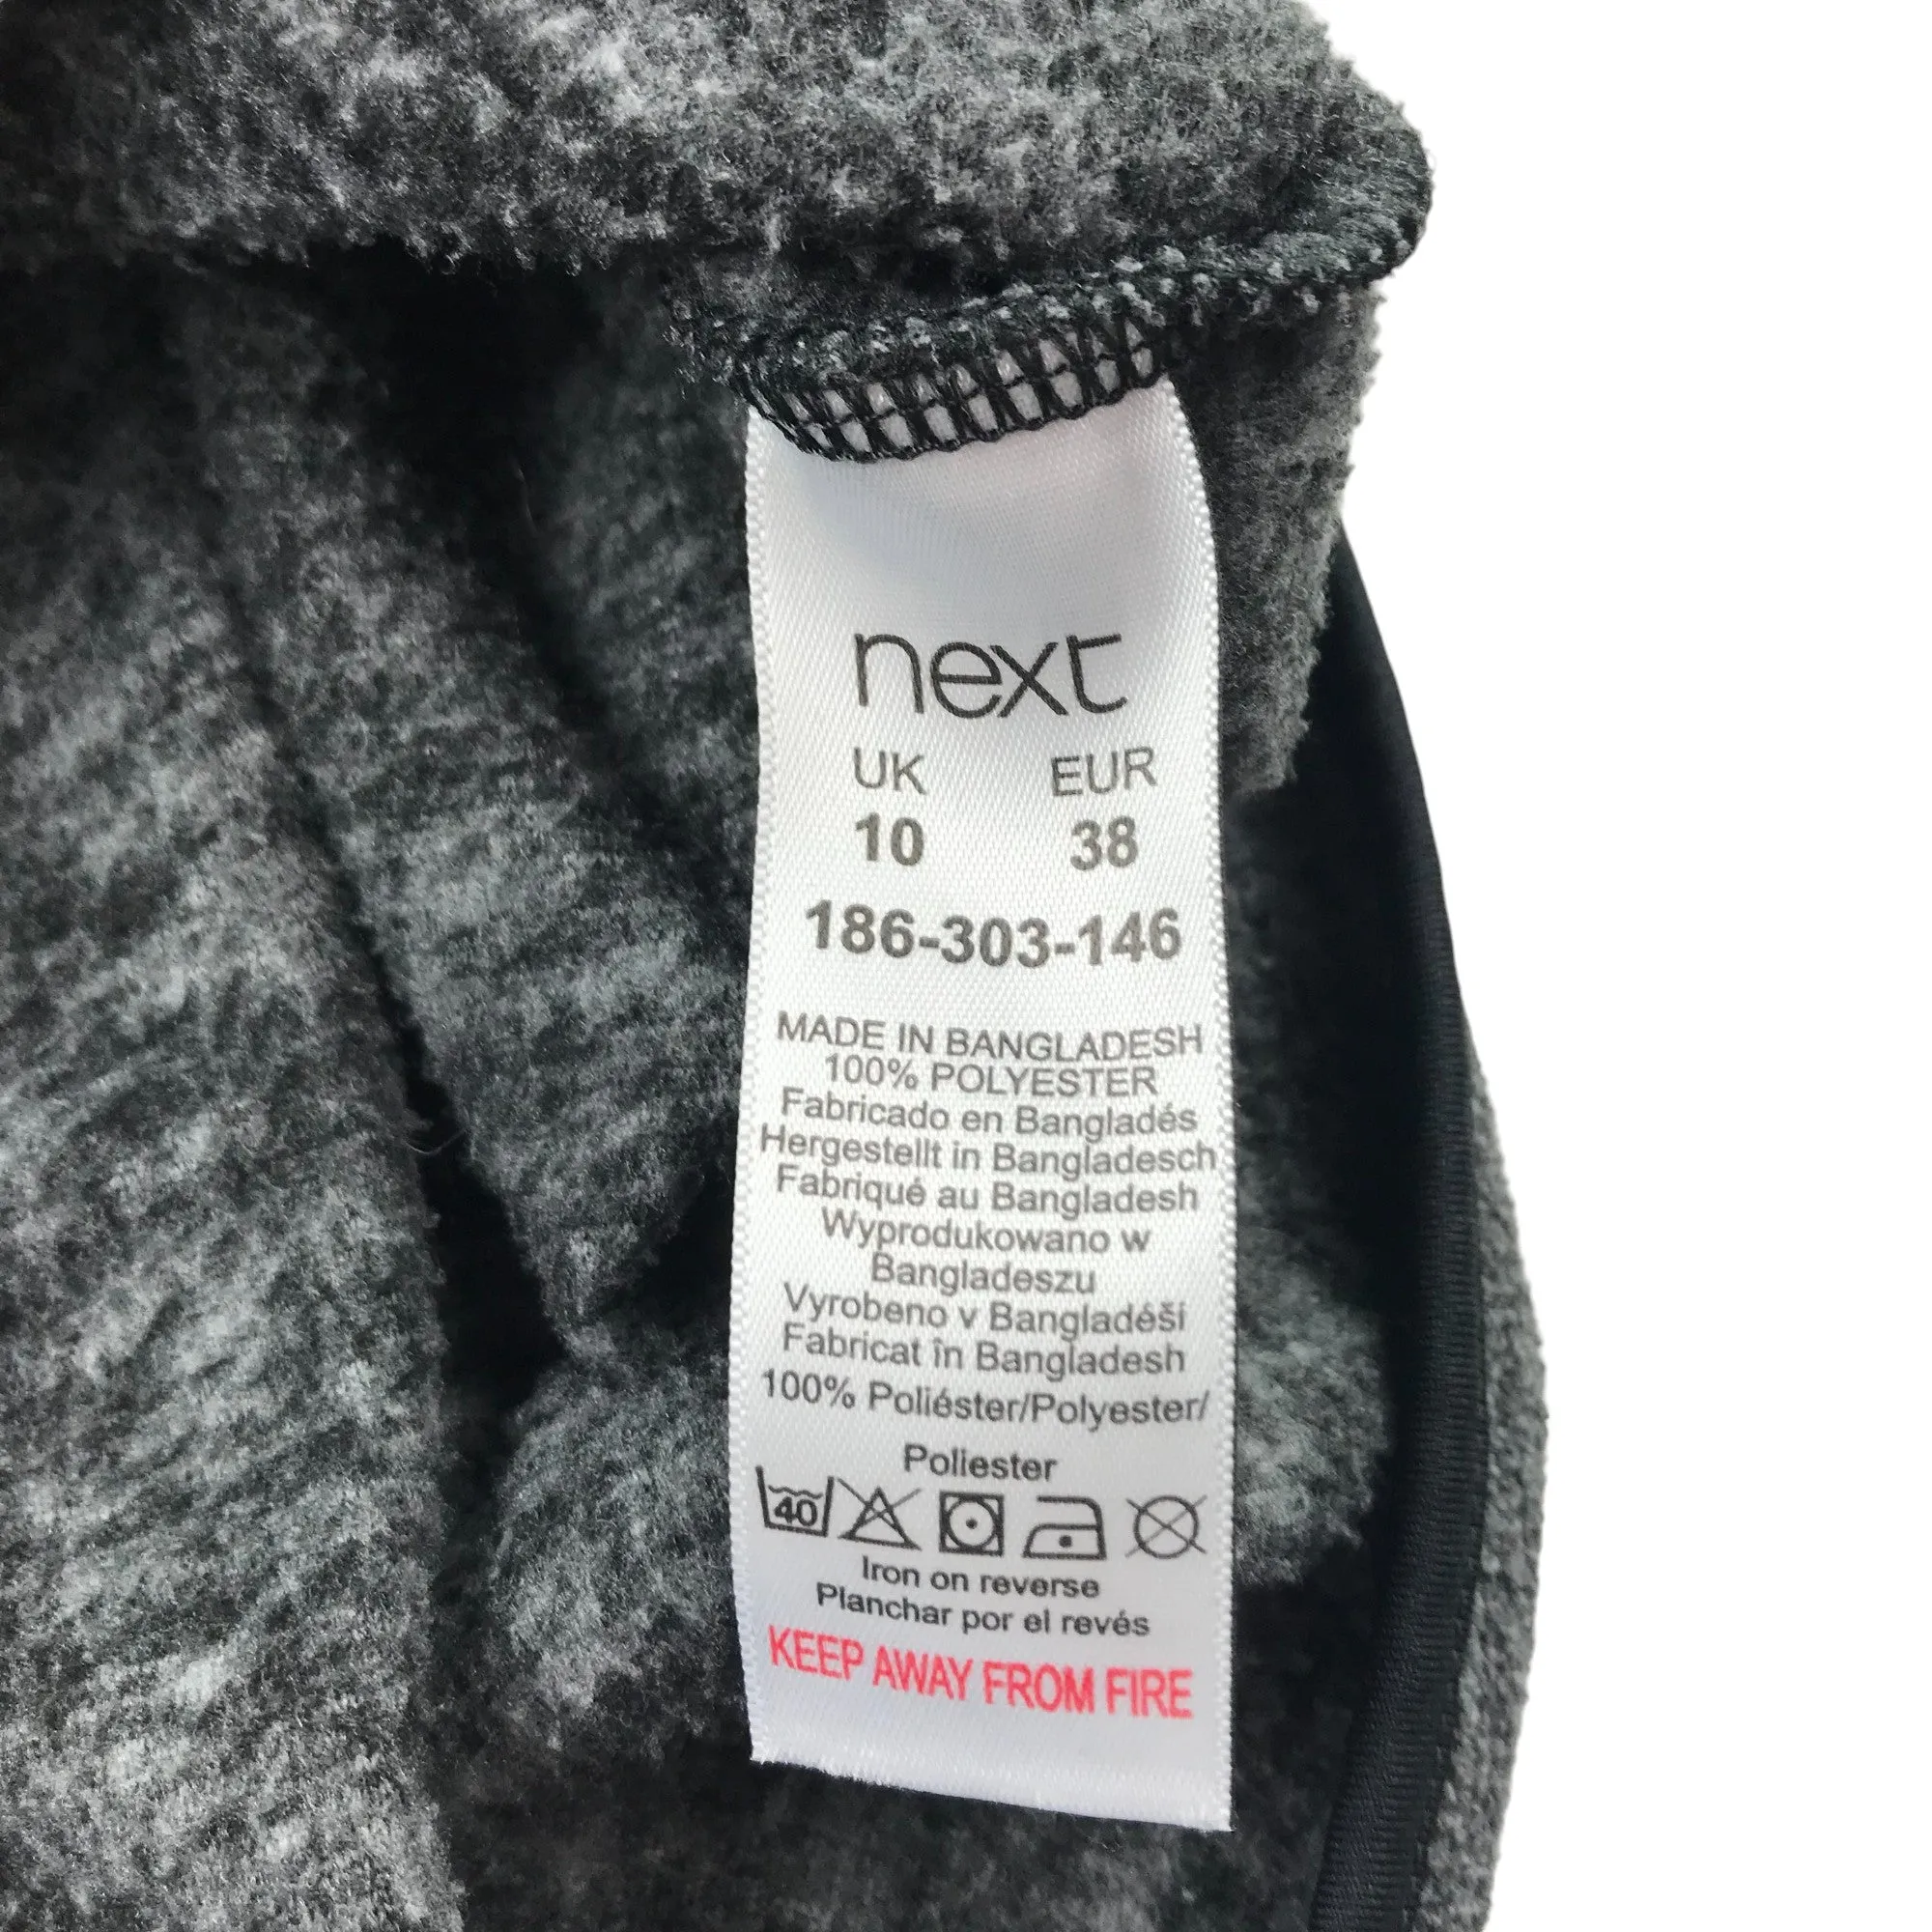 next
UK EUR
10 38
186-303-146
MADE IN BANGLADESH
100% POLYESTER
Fabricado en Bangladés
Hergestellt in Bangladesch
Fabriqué au Bangladesh
Wyprodukowano w
Bangladeszu
Vyrobeno v Bangladéši
Fabricat în Bangladesh
100% Poliéster/Polyester/
Poliester
40
Iron on reverse
Planchar por el revés
KEEP AWAY FROM FIRE